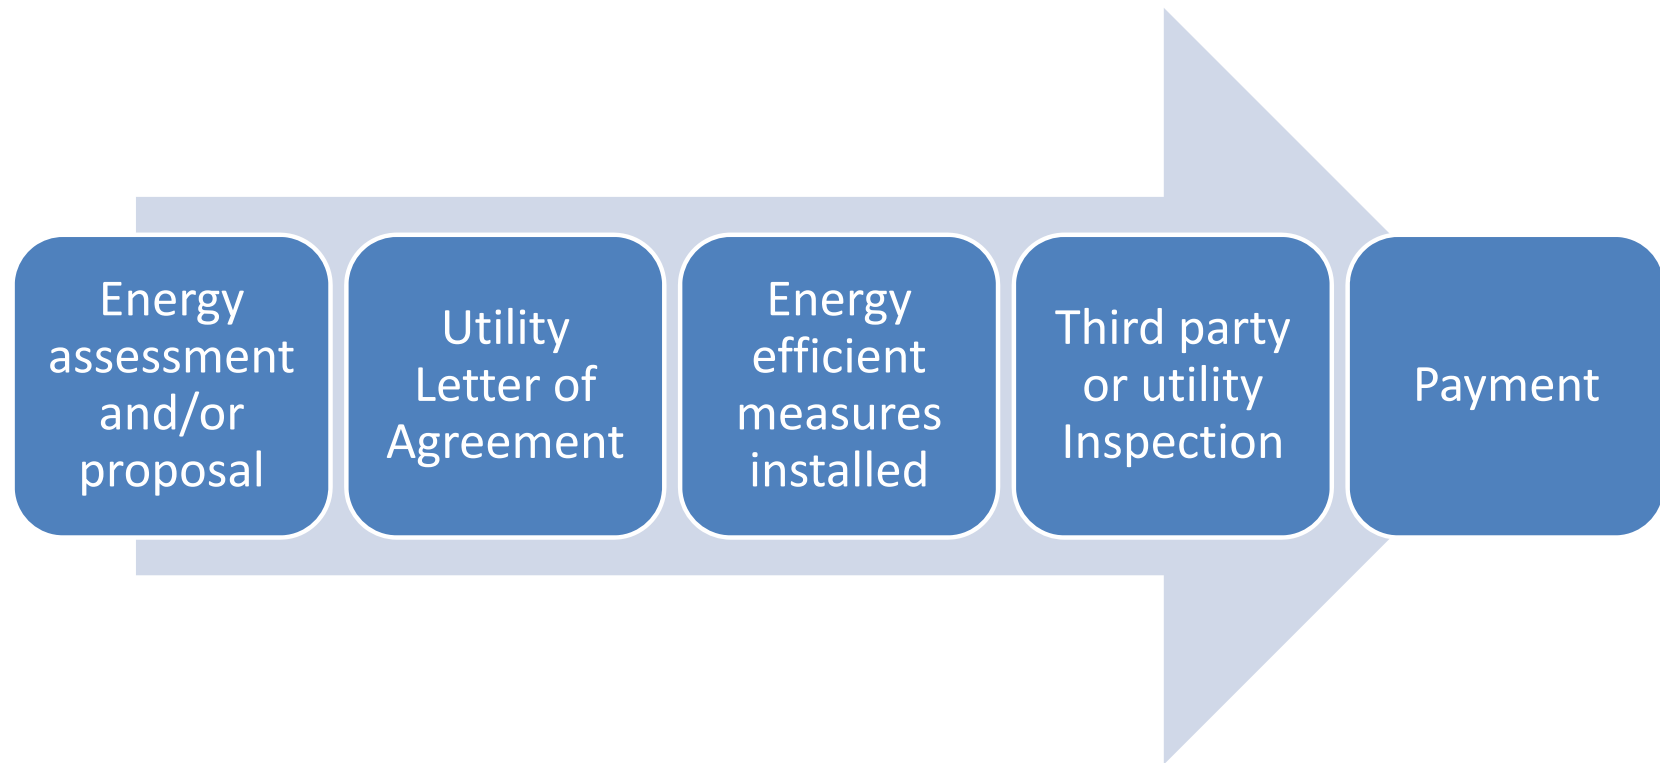 Energy
assessment
and/or
proposal
Utility
Letter of
Agreement
Energy
efficient
measures
installed
Third party
or utility
Inspection
Payment